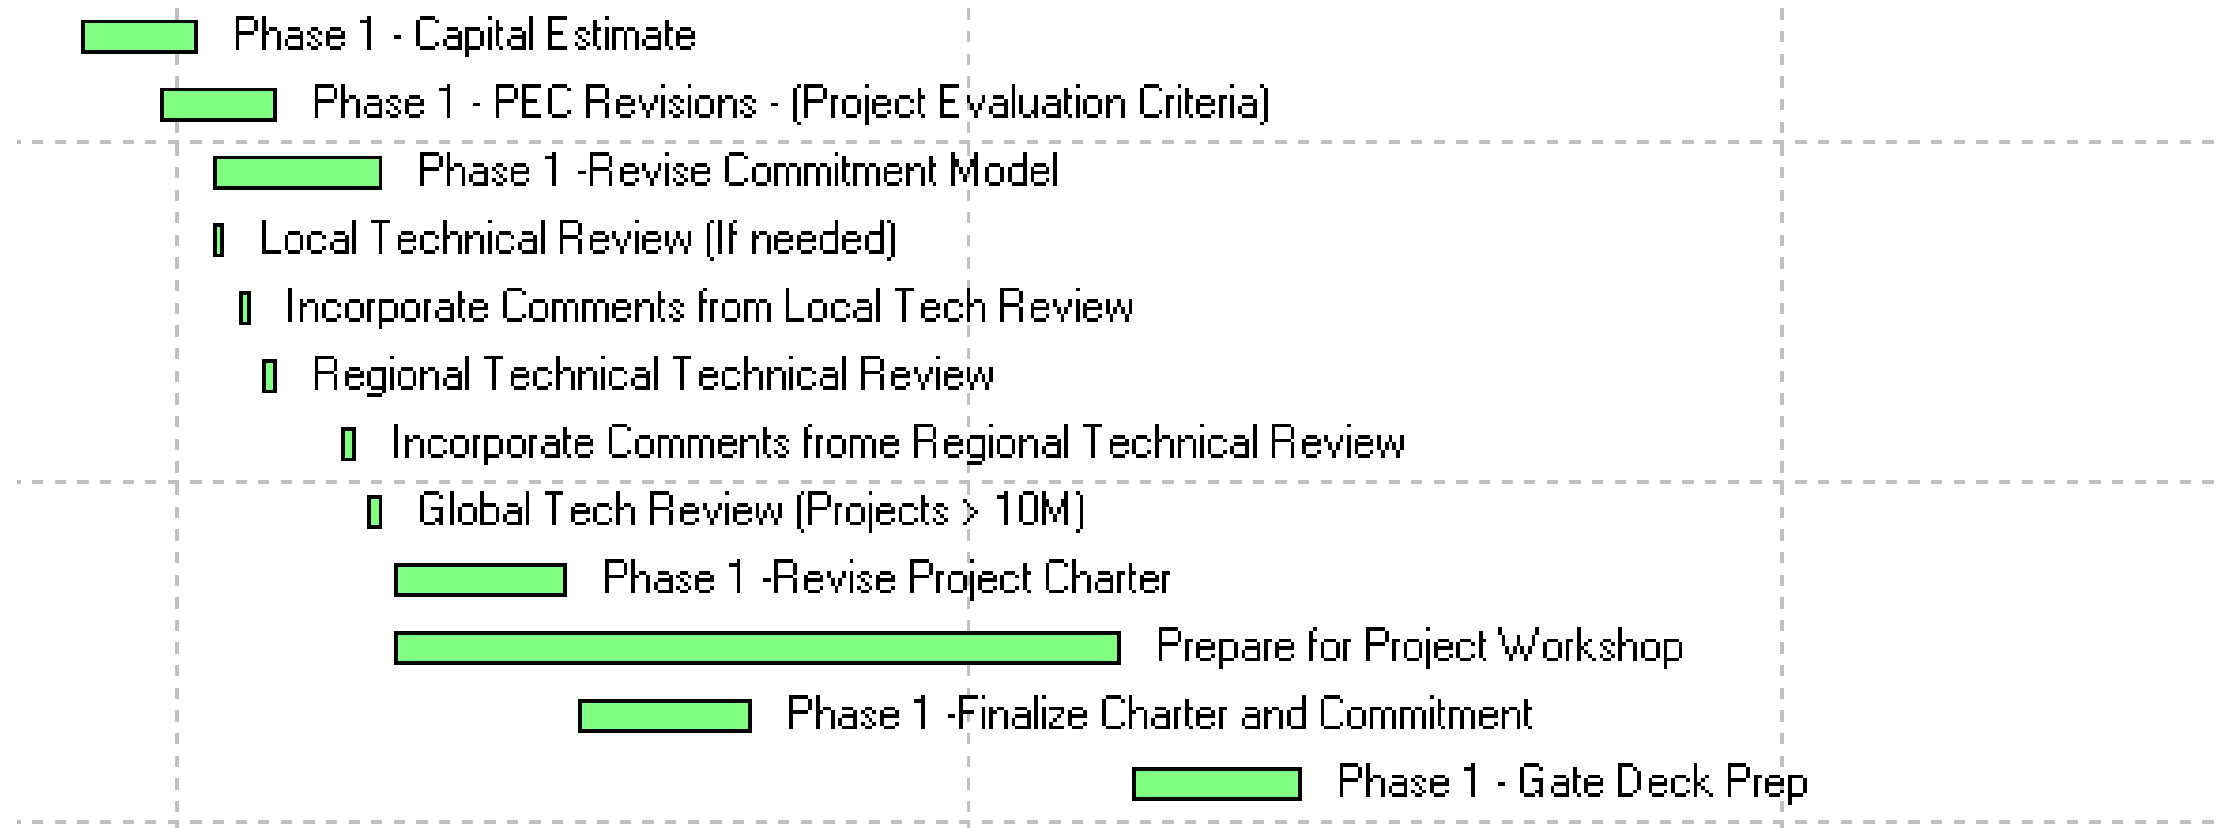 Phase 1 - Capital Estimate
Phase 1 - PEC Revisions - (Project Evaluation Criteria)
Phase 1 -Revise Commitment Model
Local Technical Review (If needed)
Incorporate Comments from Local Tech Review
Regional Technical Technical Review
Incorporate Comments frome Regional Technical Review
Global Tech Review (Projects > 10M)
Phase 1 -Revise Project Charter
Prepare for Project Workshop
Phase 1 -Finalize Charter and Commitment
Phase 1 - Gate Deck Prep